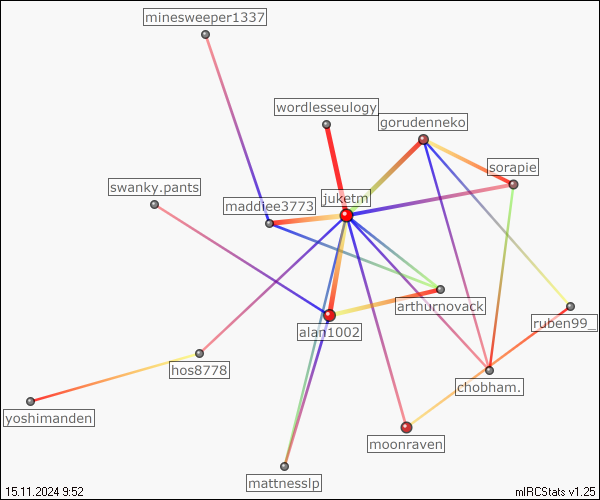 minesweeper1337
wordlesseulogy
gorudenneko
sorapie
swanky.pants
juketm
maddiee3773
arthurnovack
ruben99_
alan1002
hos8778
chobham.
yoshimanden
moonraven
mattnesslp
15.11.2024 9:52
mIRCStats v1.25